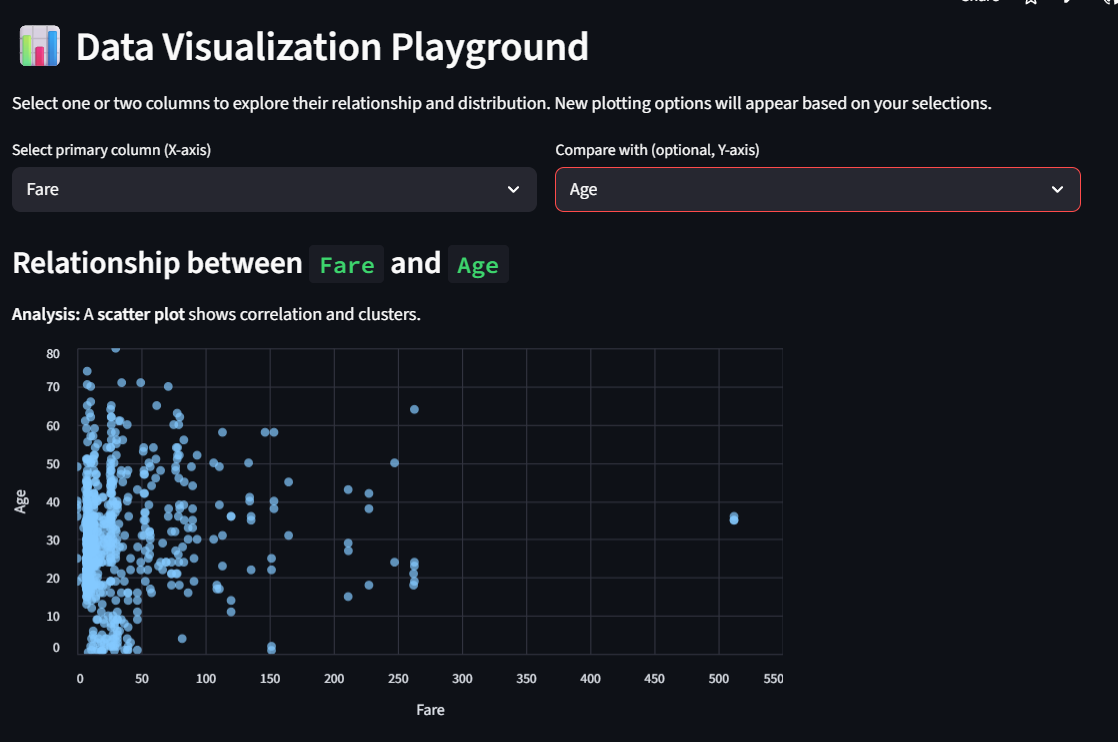 Share
Data Visualization Playground
Select one or two columns to explore their relationship and distribution. New plotting options will appear based on your selections.
Select primary column (X-axis)
Compare with (optional, Y-axis)
Fare
Age
Relationship between Fare and Age
Analysis: A scatter plot shows correlation and clusters.
80
70
60
50
40
30
20
10
0
Age
0 50 100 150 200 250 300 350 400 450 500 550
Fare